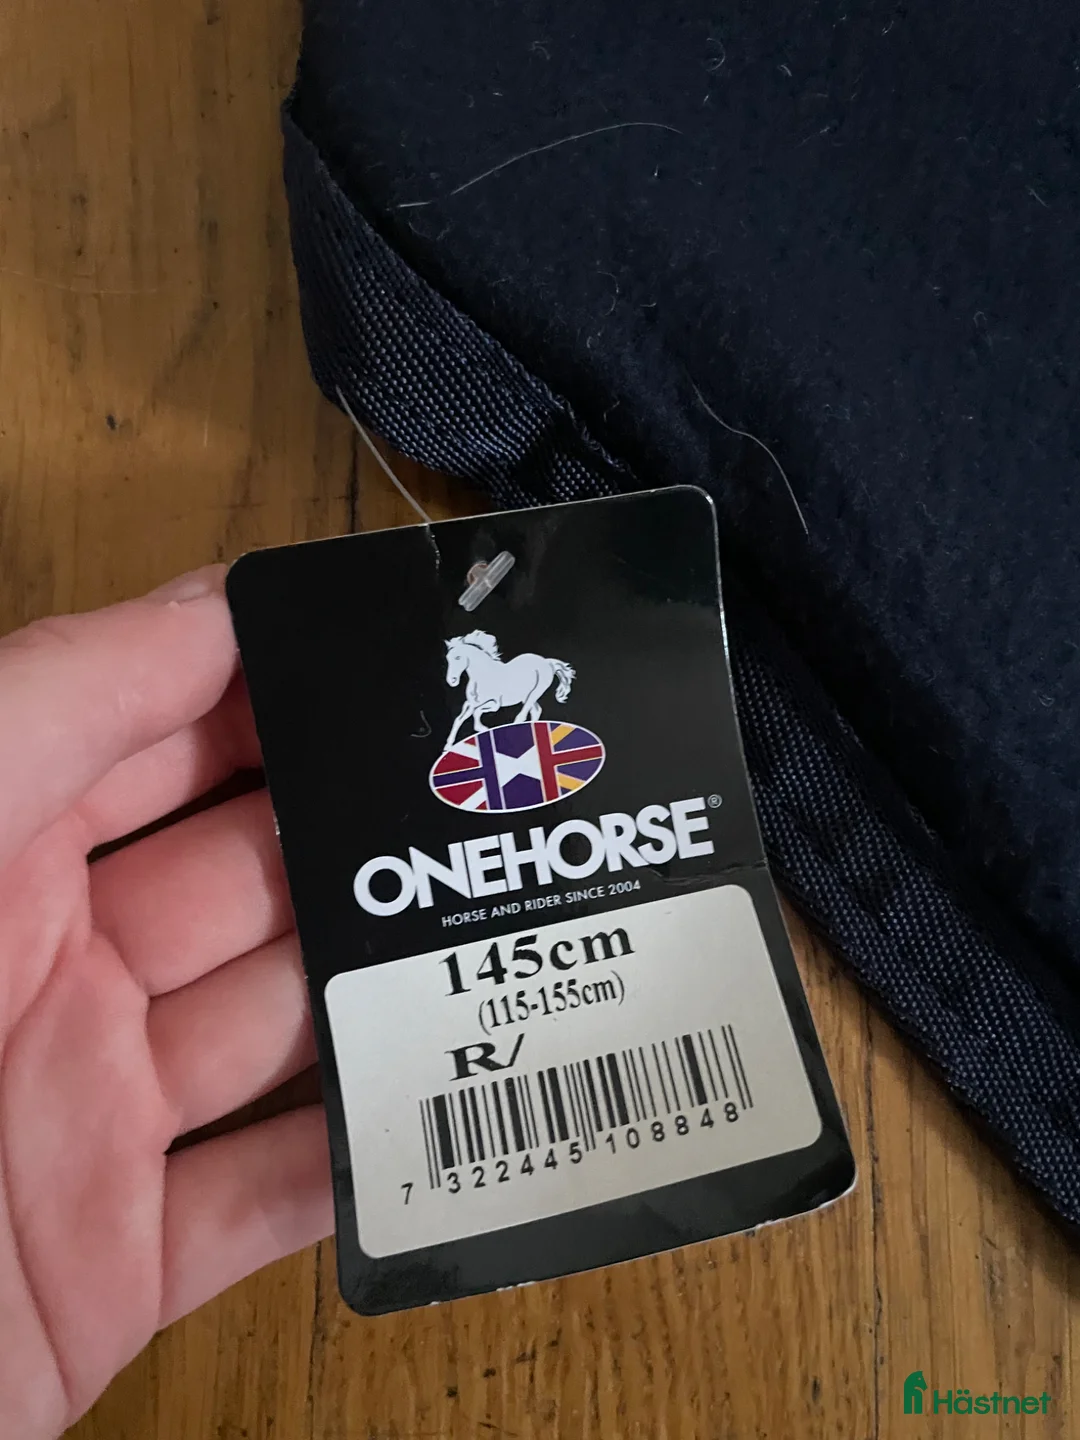 ONEHORSE®
HORSE AND RIDER SINCE 2004
145cm
(115-155cm)
R/
7 322445 108848
Hästnet